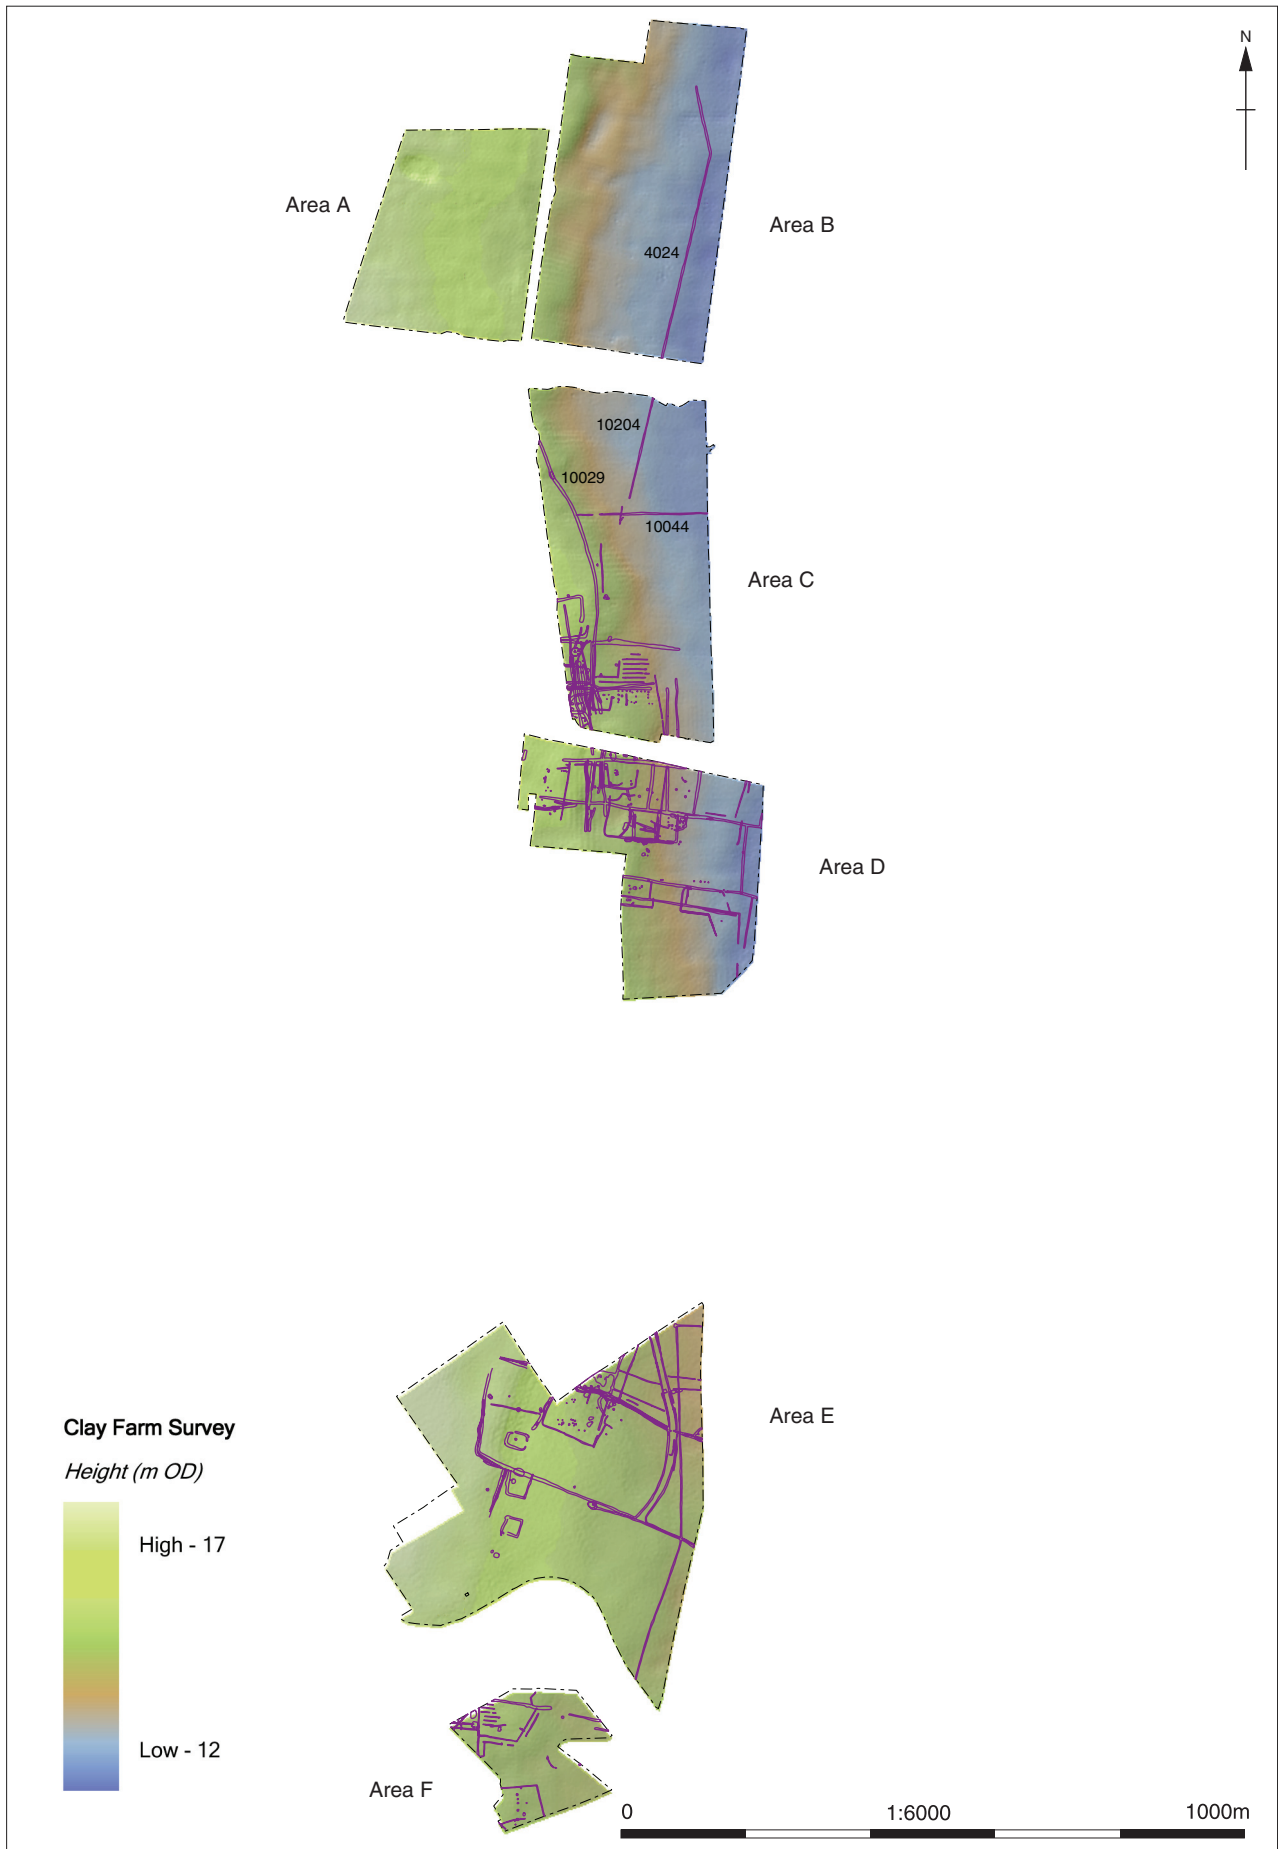 N
Area A
Area B
4024
10204
10029
10044
Area C
Area D
Area E
Clay Farm Survey
Height (m OD)
High - 17
Low - 12
Area F
0 1:6000 1000m